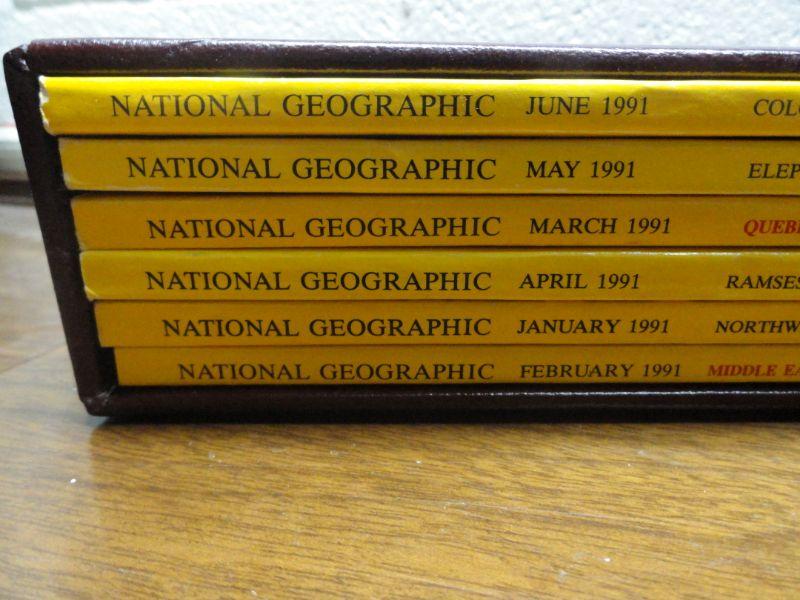 NATIONAL GEOGRAPHIC JUNE 1991
NATIONAL GEOGRAPHIC MAY 1991
NATIONAL GEOGRAPHIC MARCH 1991
NATIONAL GEOGRAPHIC APRIL 1991 RAMSES
NATIONAL GEOGRAPHIC JANUARY 1991
NATIONAL GEOGRAPHIC FEBRUARY 1991 MIDDLE